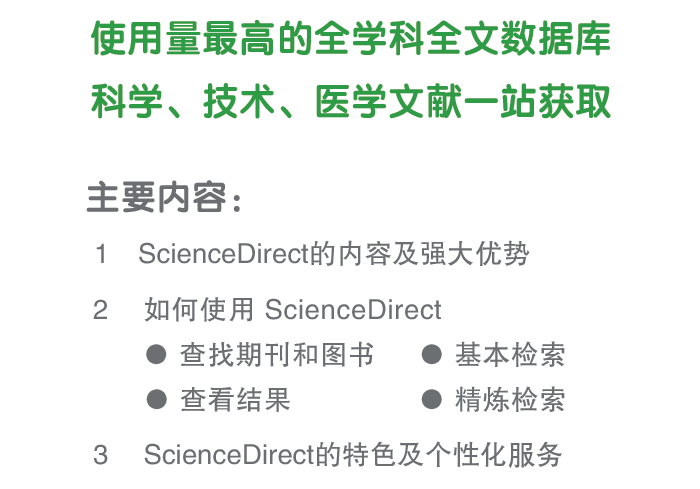 使用量最高的全学科全文数据库
科学、技术、医学文献一站获取
主要内容：
1 ScienceDirect的内容及强大优势
2 如何使用 ScienceDirect
● 查找期刊和图书 ● 基本检索
● 查看结果 ● 精炼检索
3 ScienceDirect的特色及个性化服务